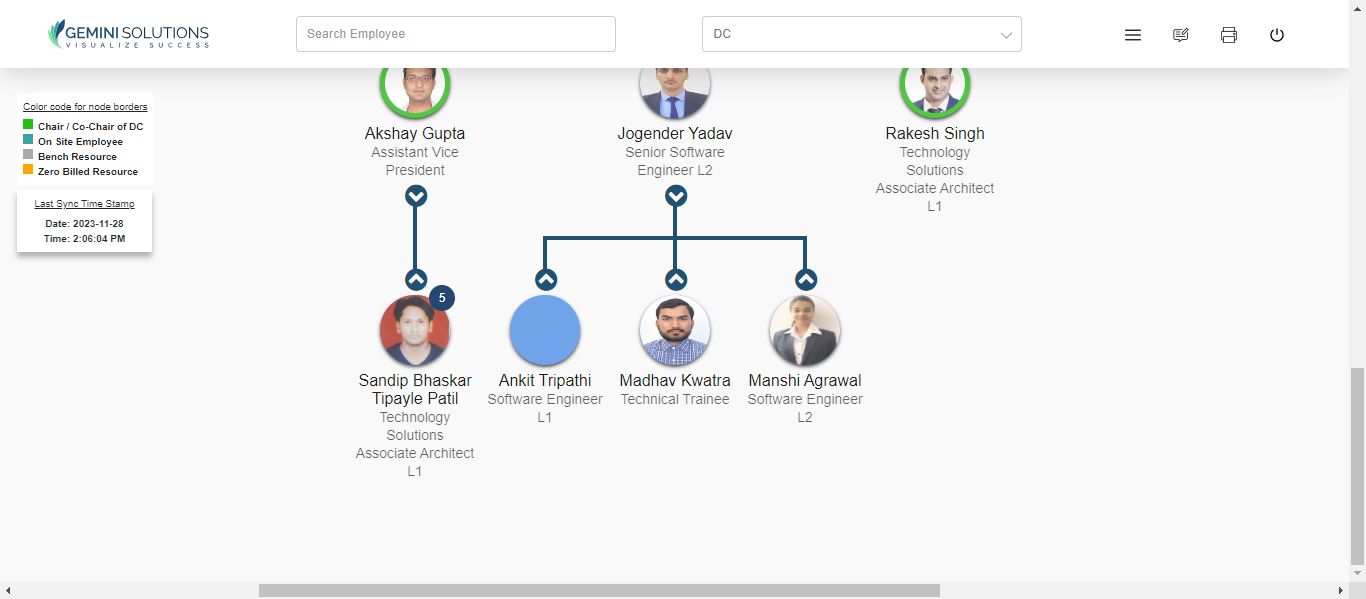 GEMINI SOLUTIONS
VISUALIZE SUCCESS
Search Employee
DC
Color code for node borders
Chair / Co-Chair of DC
On Site Employee
Bench Resource
Zero Billed Resource
Last Sync Time Stamp
Date: 2023-11-28
Time: 2:06:04 PM
Akshay Gupta
Assistant Vice
President
Jogender Yadav
Senior Software
Engineer L2
Rakesh Singh
Technology
Solutions
Associate Architect
L1
5
Sandip Bhaskar
Tipayle Patil
Technology
Solutions
Associate Architect
L1
Ankit Tripathi
Software Engineer
L1
Madhav Kwatra
Technical Trainee
Manshi Agrawal
Software Engineer
L2